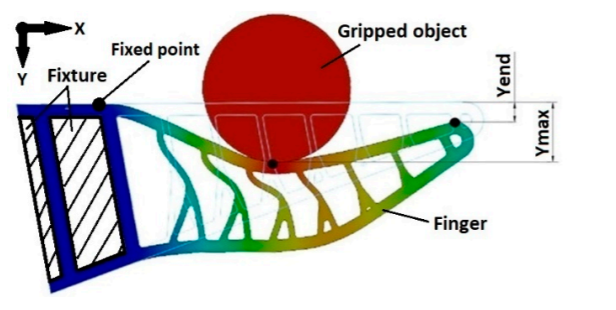 X
Y
Fixed point
Fixture
Gripped object
Yend
Ymax
Finger